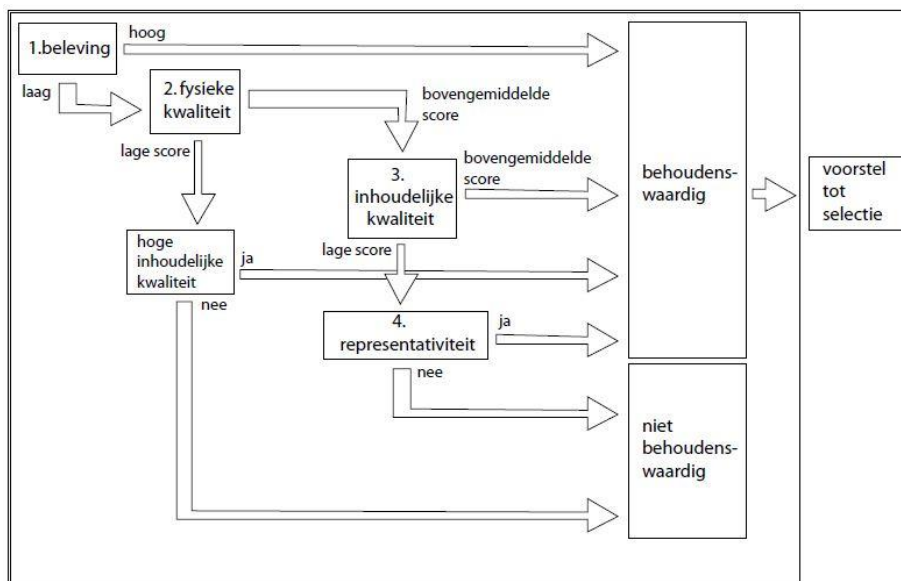 1.beleving
hoog
laag
2.fysieke
kwaliteit
bovengemiddelde
score
lage score
3.
inhoudelijke
kwaliteit
bovengemiddelde
score
behoudens-
waardig
voorstel
tot
selectie
hoge
inhoudelijke
kwaliteit
ja
lage score
nee
4.
representativiteit
ja
nee
niet
behoudens-
waardig